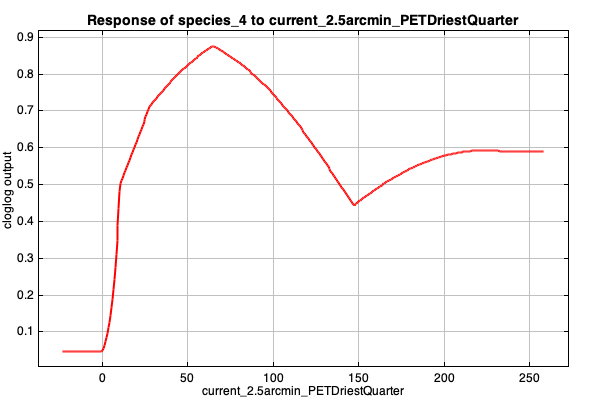 Response of species_4 to current_2.5arcmin_PETDriestQuarter
0.9
0.8
0.7
0.6
0.5
0.4
0.3
0.2
0.1
cloglog output
0 50 100 150 200 250
current_2.5arcmin_PETDriestQuarter